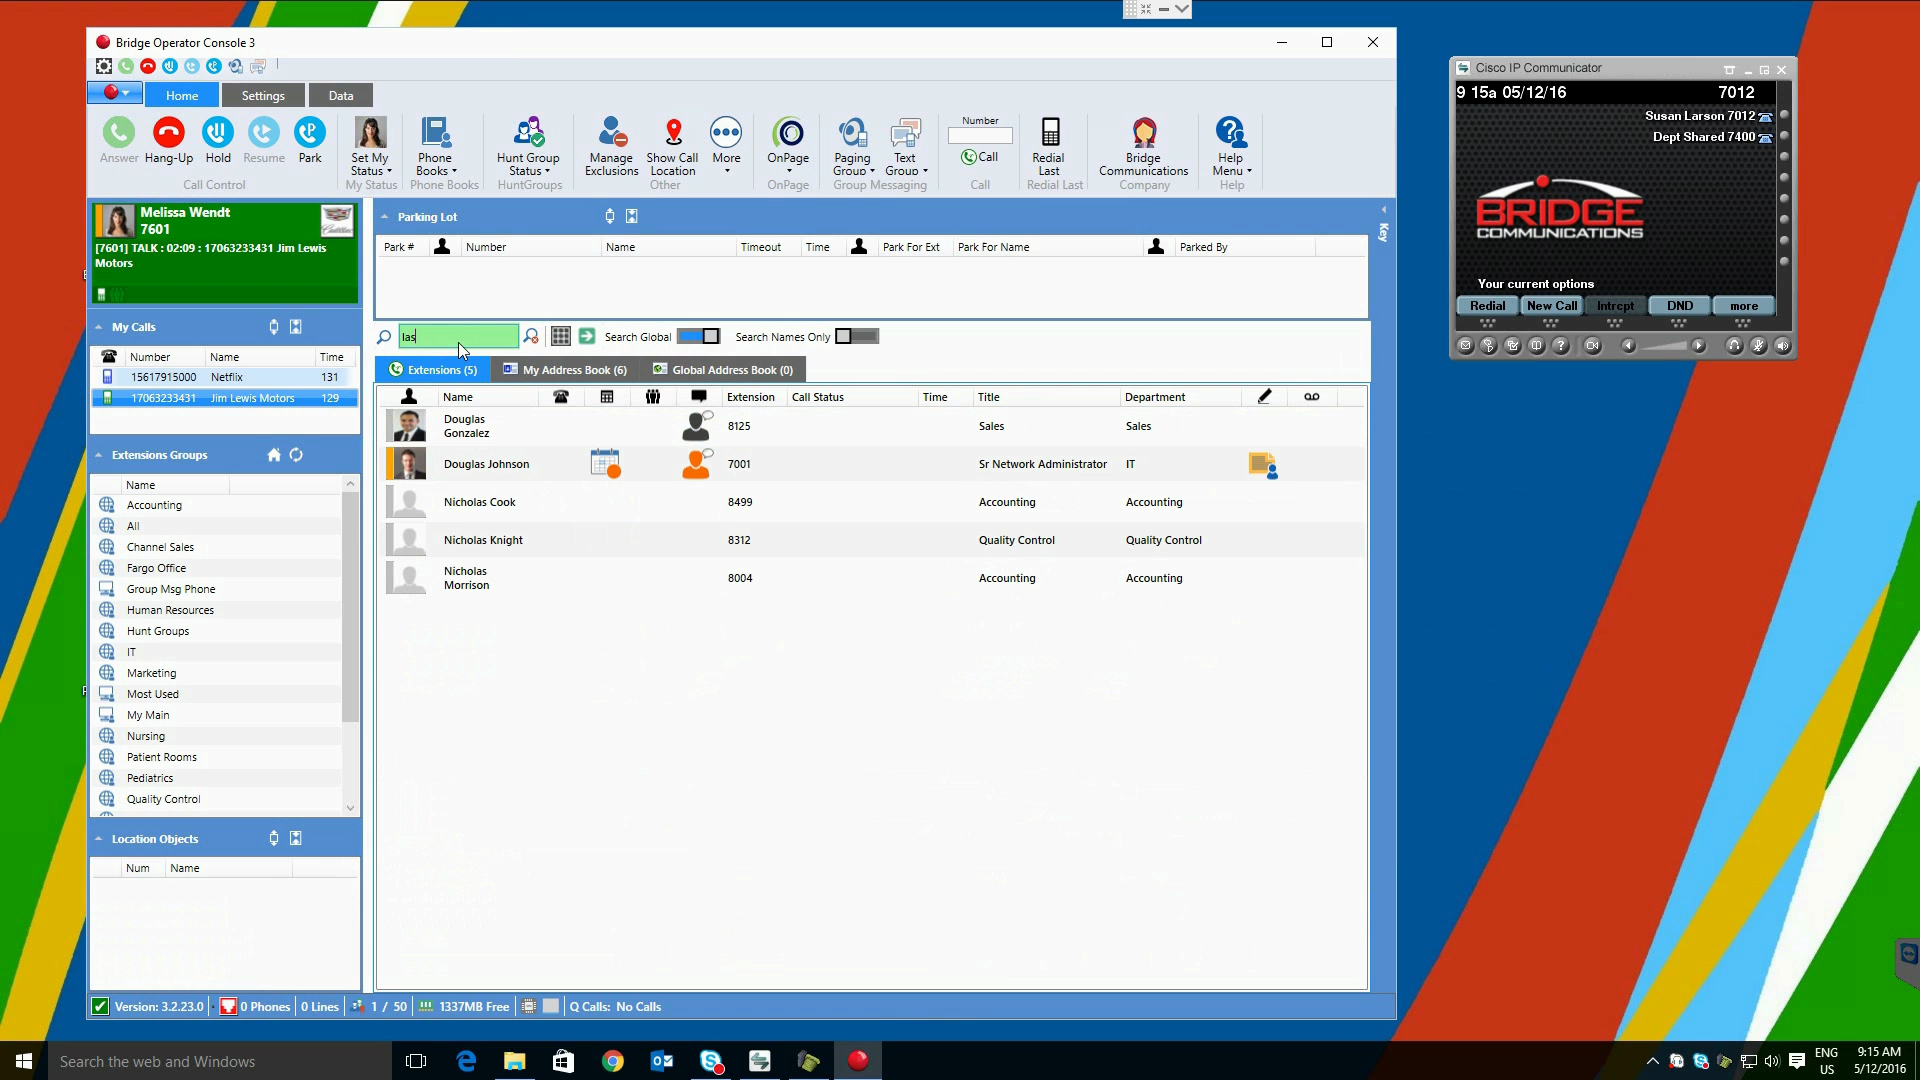 Bridge Operator Console 3
Home
Settings
Data
Answer
Hang-Up
Hold
Resume
Park
Call Control
Set My
Status
My Status
Phone
Books
Phone Books
Hunt Group
Status
HuntGroups
Manage
Exclusions
Show Call
Location
More
Other
OnPage
OnPage
Paging
Group
Text
Group
Group Messaging
Number
Call
Call
Redial
Last
Redial Last
Bridge
Communications
Company
Help
Menu
Help
Melissa Wendt
7601
[7601] TALK : 02:09 : 17063233431 Jim Lewis
Motors
My Calls
Number Name Time
15617915000 Netflix 131
17063233431 Jim Lewis Motors 129
Extensions Groups
Name
Accounting
All
Channel Sales
Fargo Office
Group Msg Phone
Human Resources
Hunt Groups
IT
Marketing
Most Used
My Main
Nursing
Patient Rooms
Pediatrics
Quality Control
Location Objects
Num Name
Parking Lot
Key
Park # Number Name Timeout Time Park For Ext Park For Name Parked By
las
Search Global
Search Names Only
Extensions (5)
My Address Book (6)
Global Address Book (0)
Name Extension Call Status Time Title Department
Douglas
Gonzalez 8125 Sales Sales
Douglas Johnson 7001 Sr Network Administrator IT
Nicholas Cook 8499 Accounting Accounting
Nicholas Knight 8312 Quality Control Quality Control
Nicholas
Morrison 8004 Accounting Accounting
Version: 3.2.23.0 0 Phones 0 Lines 1 / 50 1337MB Free Q Calls: No Calls
Cisco IP Communicator
9 15a 05/12/16 7012
Susan Larson 7012
Dept Shared 7400
BRIDGE
COMMUNICATIONS
Your current options
Redial New Call Intrcpt DND more
Search the web and Windows
ENG
US
9:15 AM
5/12/2016